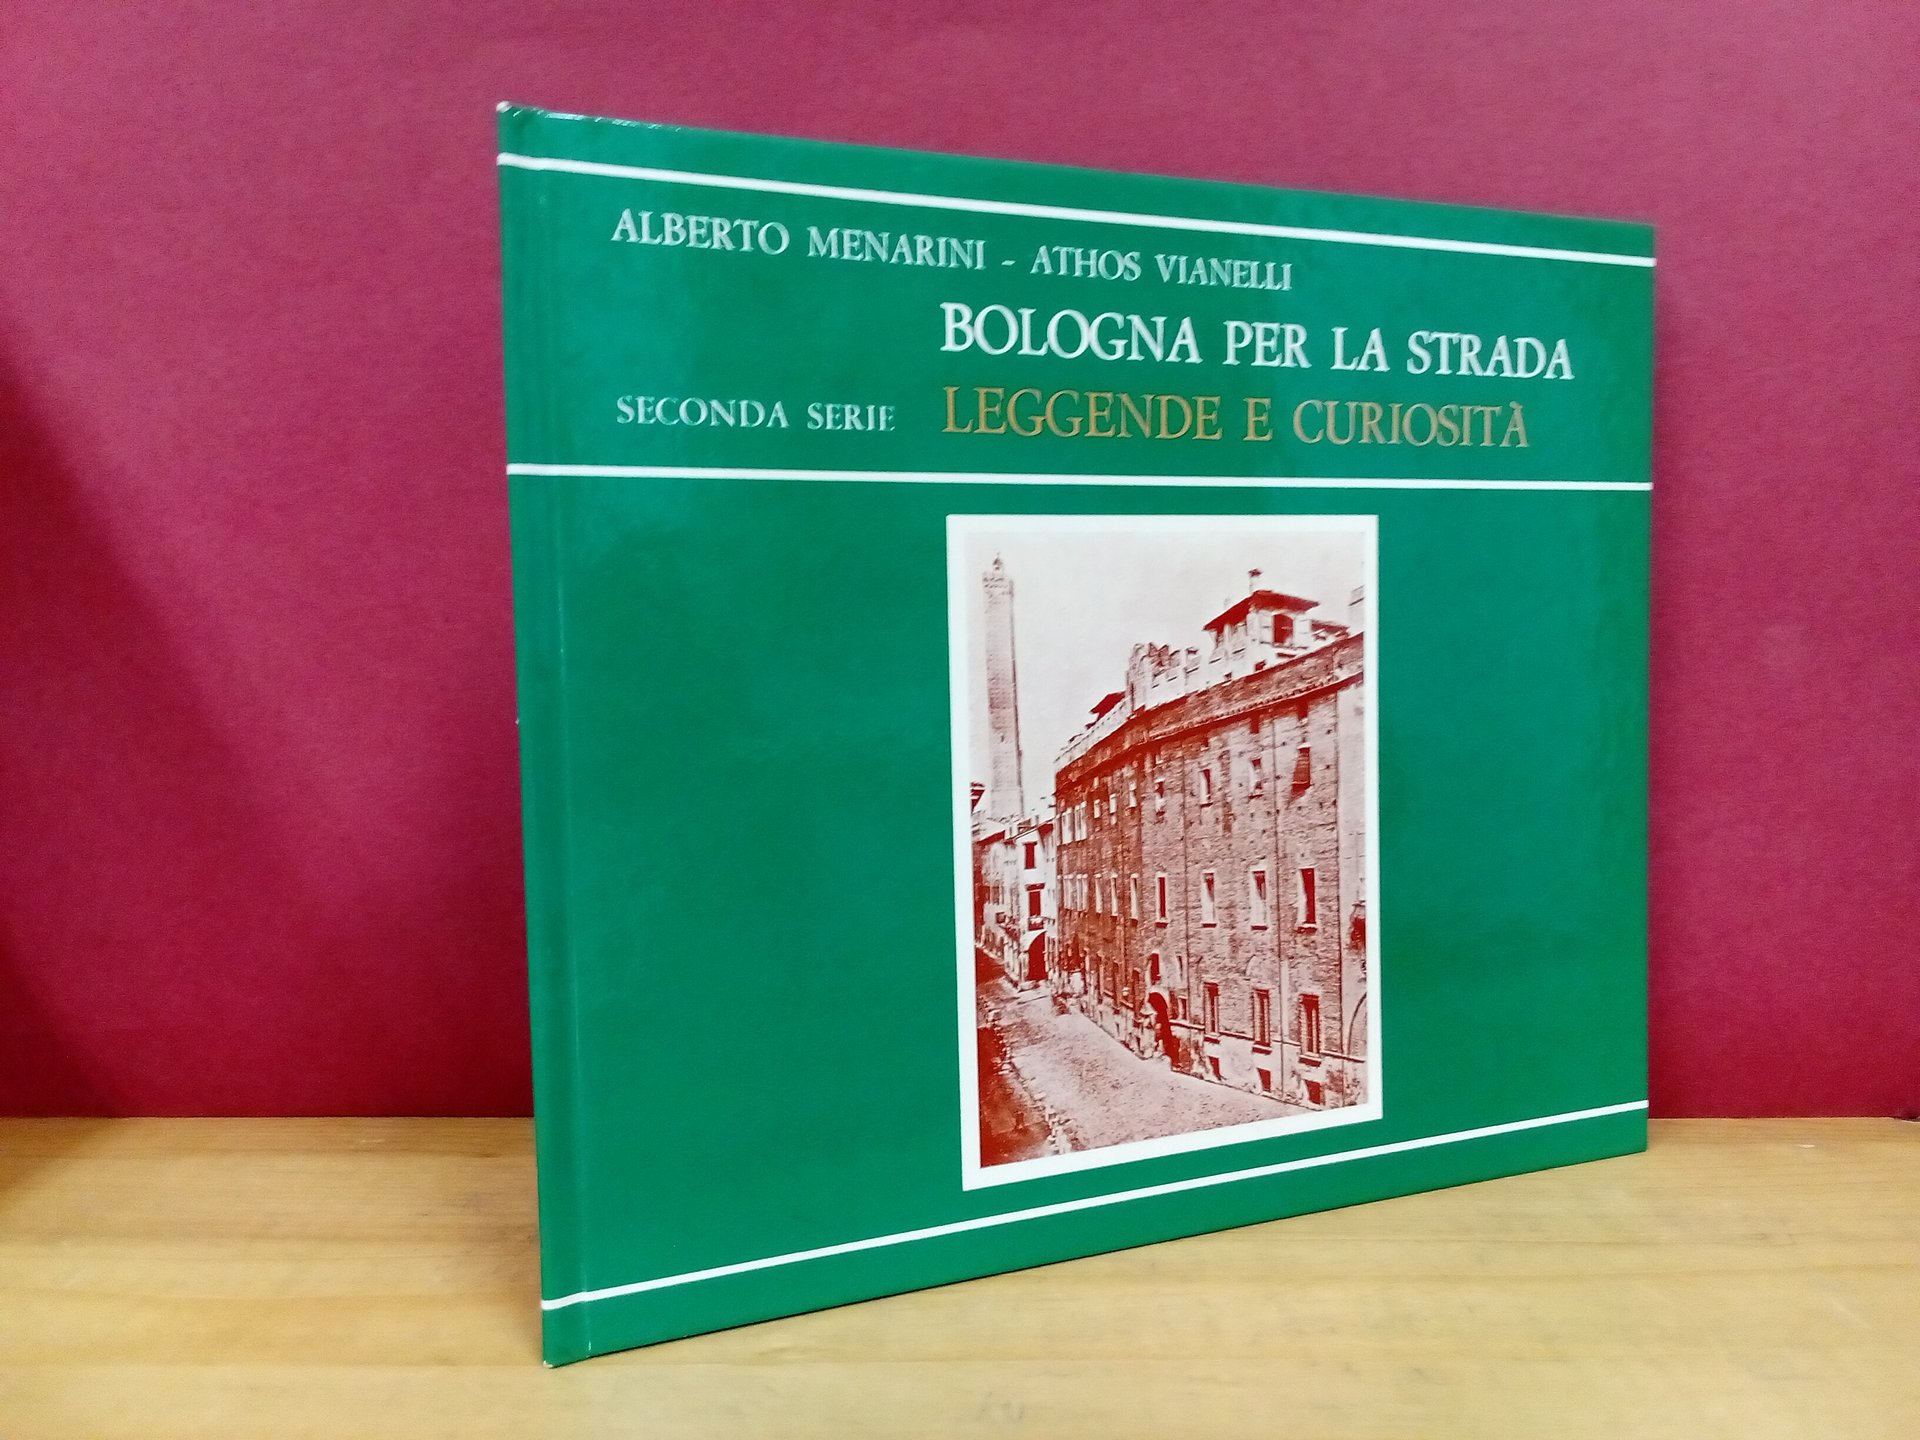 ALBERTO MENARINI - ATHOS VIANELLI
BOLOGNA PER LA STRADA
SECONDA SERIE LEGGENDE E CURIOSITÀ